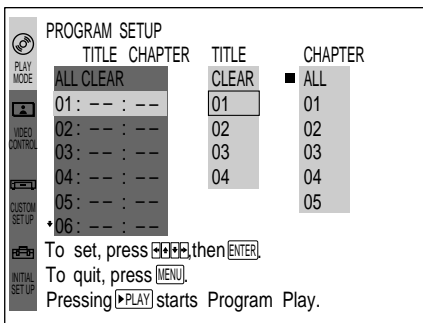 PROGRAM SETUP
TITLE CHAPTER TITLE CHAPTER
PLAY MODE
ALL CLEAR CLEAR ALL
01 : – – : – – 01 01
VIDEO CONTROL
02 : – – : – – 02 02
03 : – – : – – 03 03
04 : – – : – – 04 04
CUSTOM SET UP
05 : – – : – – 05
06 : – – : – –
To set, press ,then ENTER.
To quit, press MENU.
INITIAL SET UP
Pressing PLAY starts Program Play.